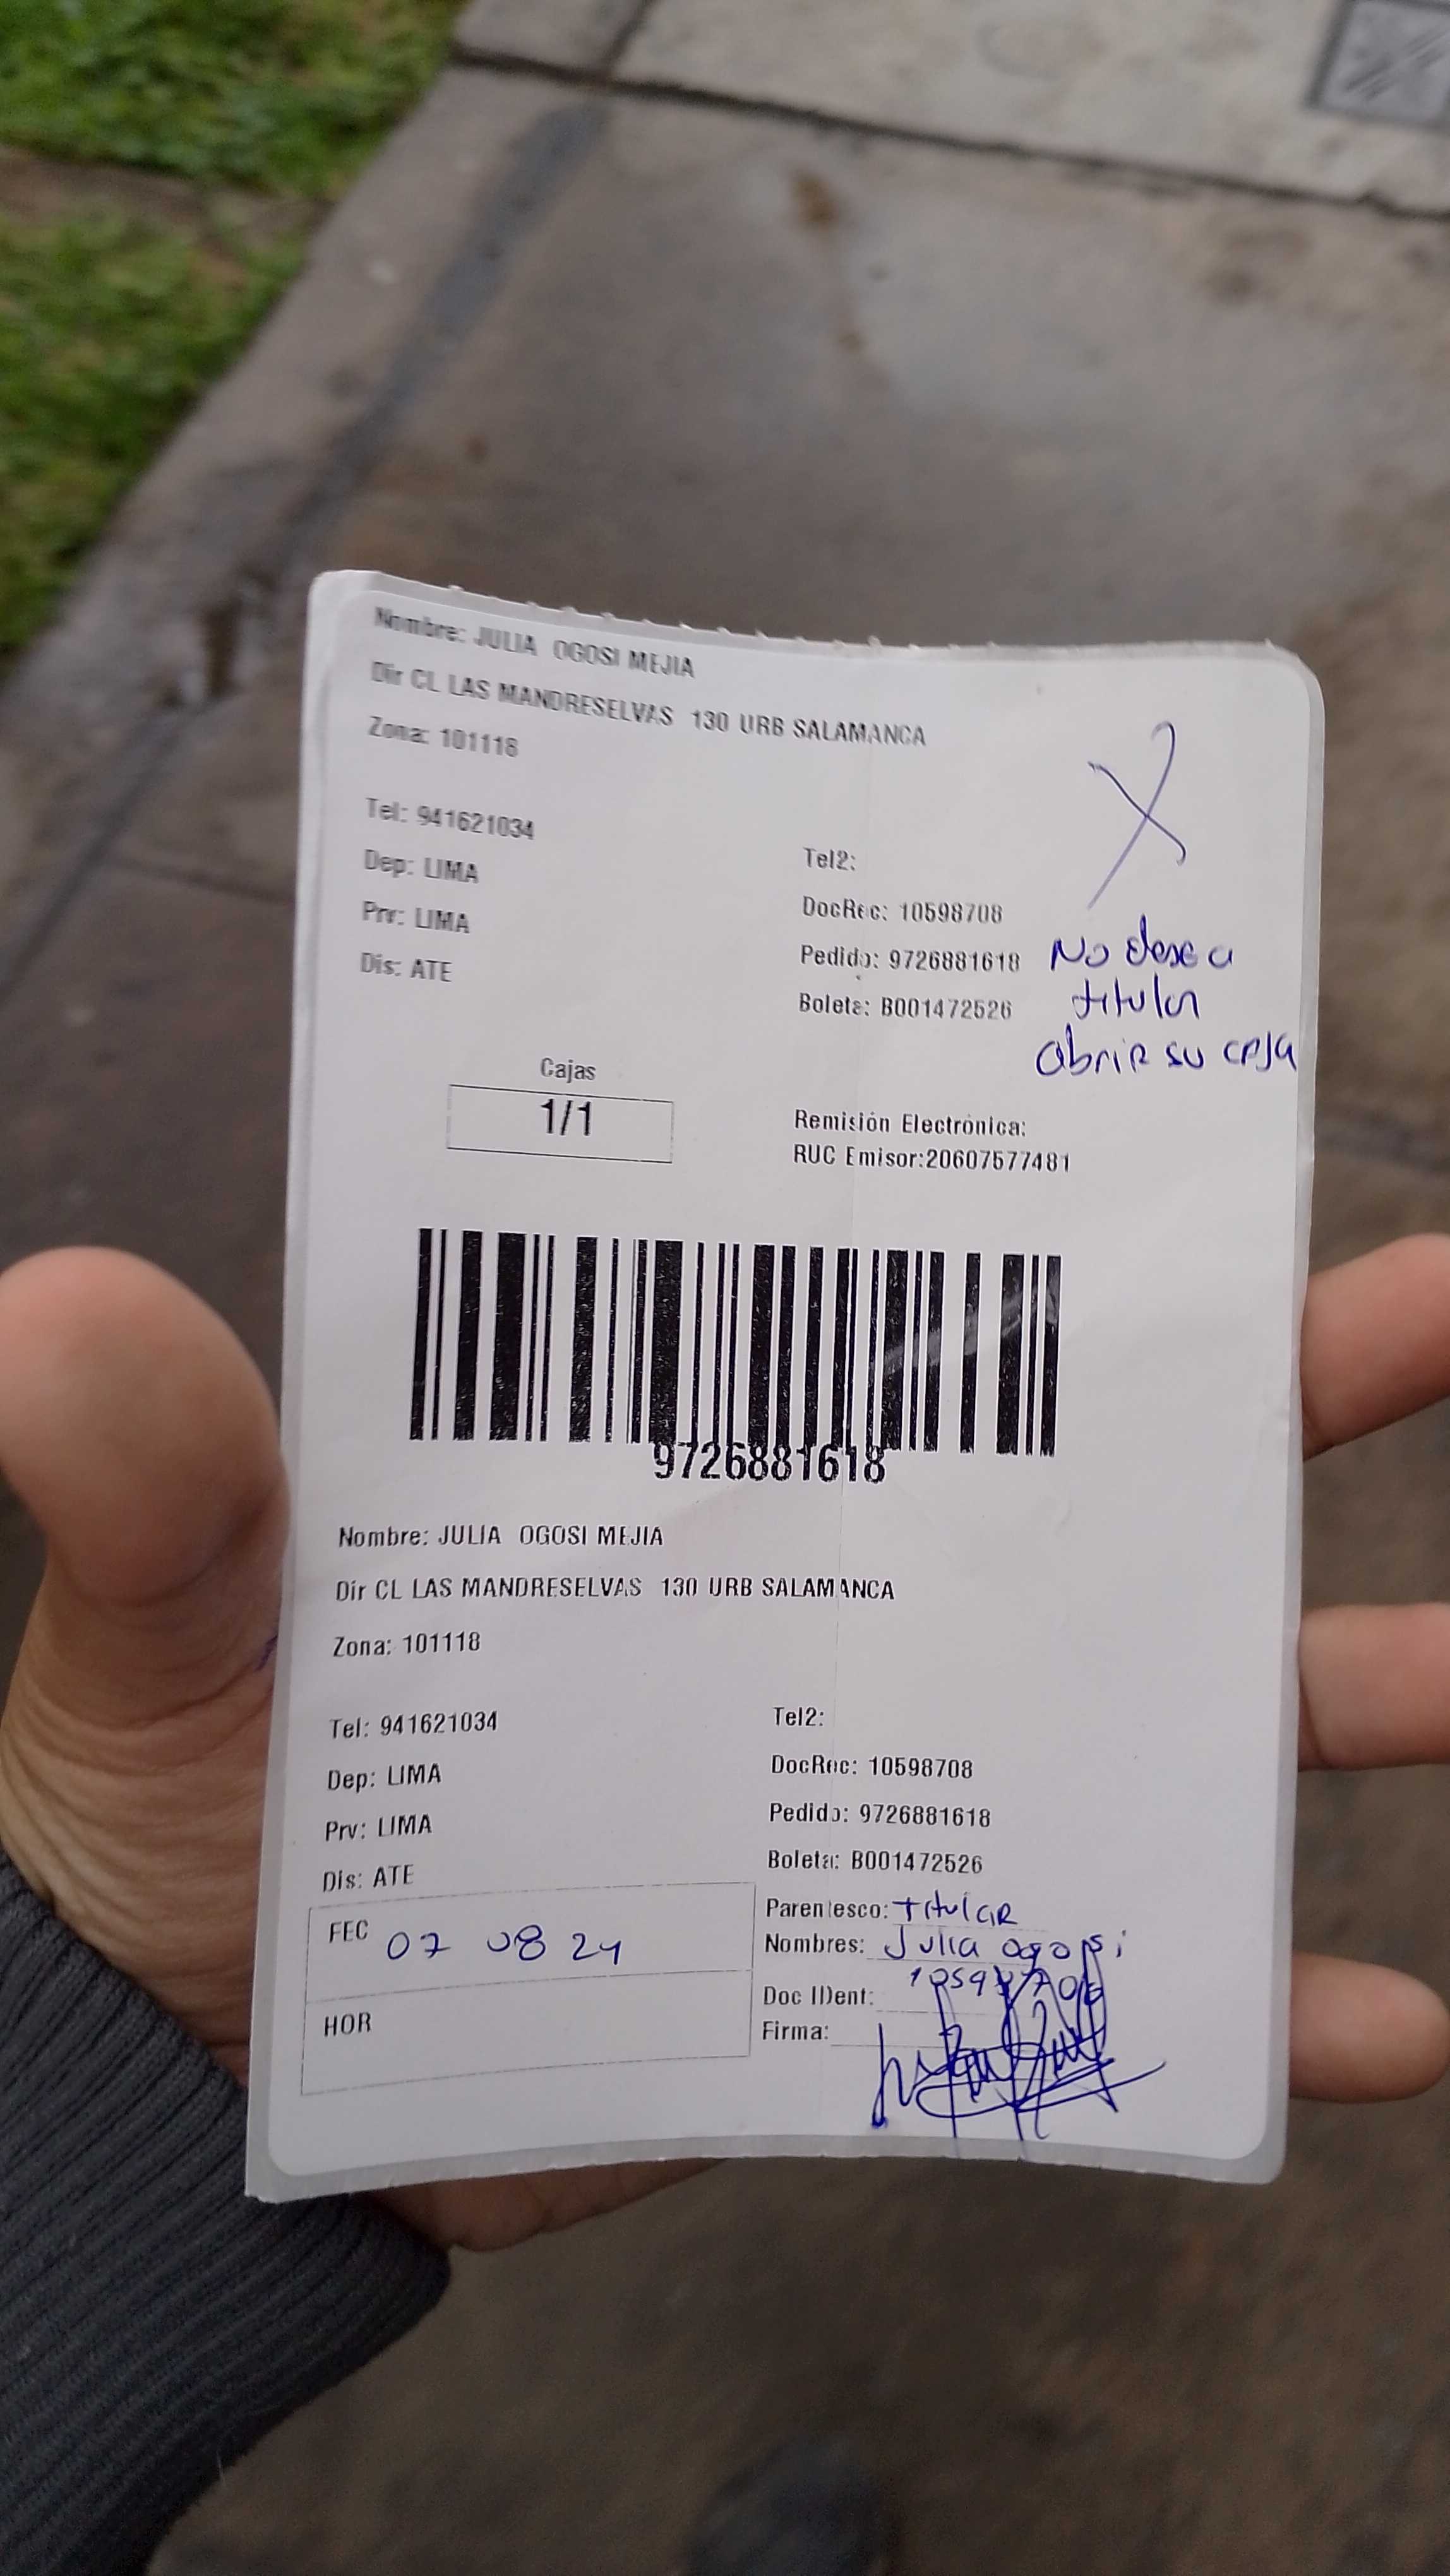 Nombre: JULIA OGOSI MEJIA
Dir CL LAS MANDRESELVAS 130 URB SALAMANCA
Zona: 101118
Tel: 941621034
Tel2:
Dep: LIMA
DocRec: 10598708
Prv: LIMA
Pedido: 9726881618
Dis: ATE
Boleta: B001472526
No desea
titular
abrir su caja
Cajas
1/1
Remisión Electrónica:
RUC Emisor:20607577481
9726881618
Nombre: JULIA OGOSI MEJIA
Dir CL LAS MANDRESELVAS 130 URB SALAMANCA
Zona: 101118
Tel: 941621034
Tel2:
Dep: LIMA
DocRec: 10598708
Prv: LIMA
Pedido: 9726881618
Dis: ATE
Boleta: B001472526
FEC 07 08 24
HOR
Parentesco: titular
Nombres: Julia ogosi
Doc IDent: 10598708
Firma: